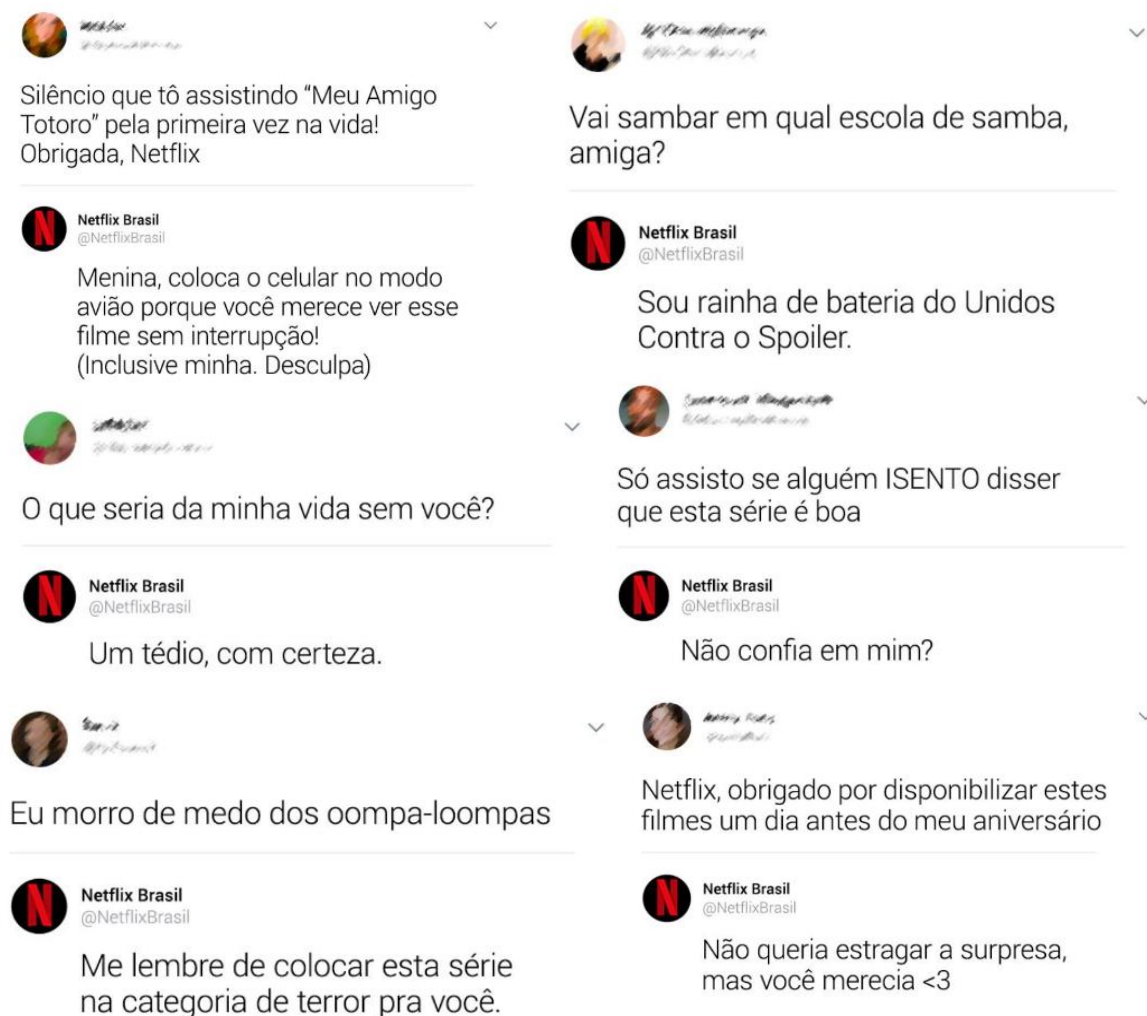 Silêncio que tô assistindo “Meu Amigo
Totoro” pela primeira vez na vida!
Obrigada, Netflix
Netflix Brasil
@NetflixBrasil
Menina, coloca o celular no modo
avião porque você merece ver esse
filme sem interrupção!
(Inclusive minha. Desculpa)
O que seria da minha vida sem você?
Netflix Brasil
@NetflixBrasil
Um tédio, com certeza.
Eu morro de medo dos oompa-loompas
Netflix Brasil
@NetflixBrasil
Me lembre de colocar esta série
na categoria de terror pra você.
Vai sambar em qual escola de samba,
amiga?
Netflix Brasil
@NetflixBrasil
Sou rainha de bateria do Unidos
Contra o Spoiler.
Só assisto se alguém ISENTO disser
que esta série é boa
Netflix Brasil
@NetflixBrasil
Não confia em mim?
Netflix, obrigado por disponibilizar estes
filmes um dia antes do meu aniversário
Netflix Brasil
@NetflixBrasil
Não queria estragar a surpresa,
mas você merecia <3